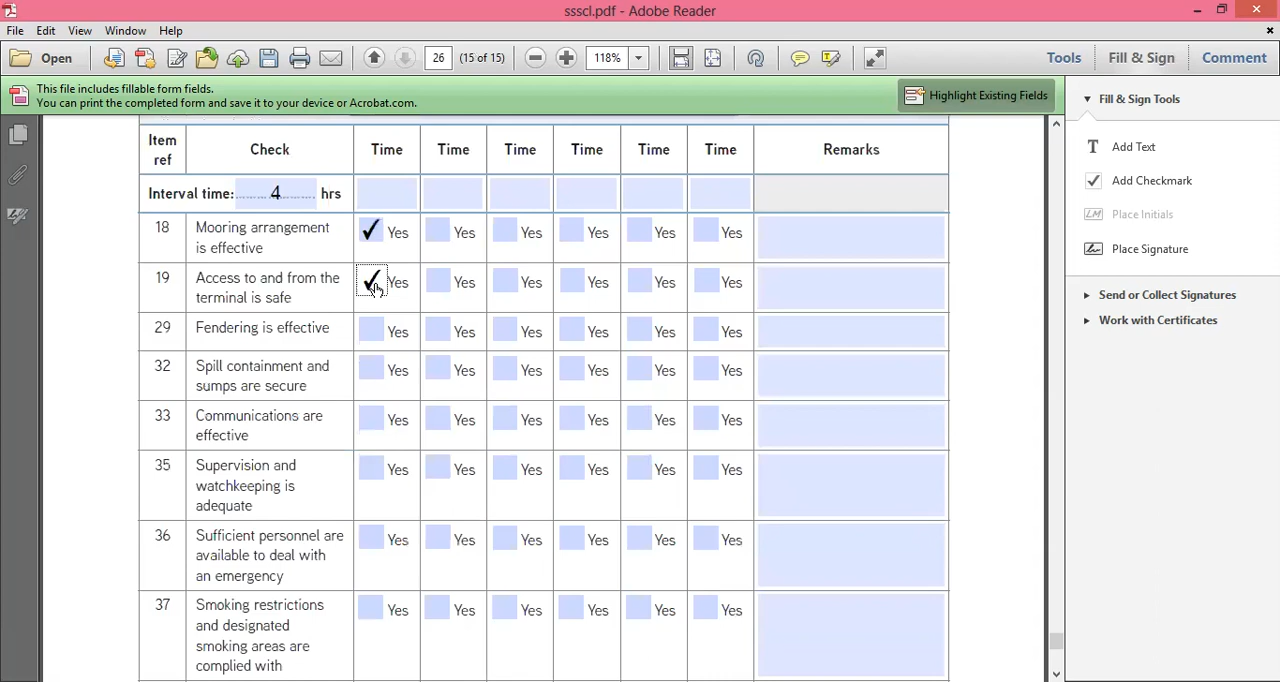 ssscl.pdf - Adobe Reader
File Edit View Window Help
Open 26 (15 of 15) 118% Tools Fill & Sign Comment
This file includes fillable form fields.
You can print the completed form and save it to your device or Acrobat.com.
Highlight Existing Fields
Fill & Sign Tools
Add Text
Add Checkmark
Place Initials
Place Signature
Send or Collect Signatures
Work with Certificates
Item ref Check Time Time Time Time Time Time Remarks
Interval time: 4 hrs
18 Mooring arrangement Yes Yes Yes Yes Yes Yes
is effective
19 Access to and from the Yes Yes Yes Yes Yes Yes
terminal is safe
29 Fendering is effective Yes Yes Yes Yes Yes Yes
32 Spill containment and Yes Yes Yes Yes Yes Yes
sumps are secure
33 Communications are Yes Yes Yes Yes Yes Yes
effective
35 Supervision and Yes Yes Yes Yes Yes Yes
watchkeeping is
adequate
36 Sufficient personnel are Yes Yes Yes Yes Yes Yes
available to deal with
an emergency
37 Smoking restrictions Yes Yes Yes Yes Yes Yes
and designated
smoking areas are
complied with